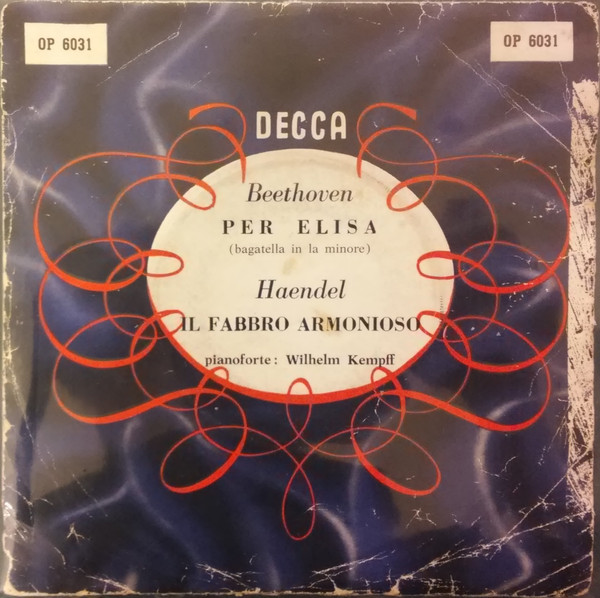 OP 6031
OP 6031
DECCA
Beethoven
PER ELISA
(bagatella in la minore)
Haendel
IL FABBRO ARMONIOSO
pianoforte: Wilhelm Kempff